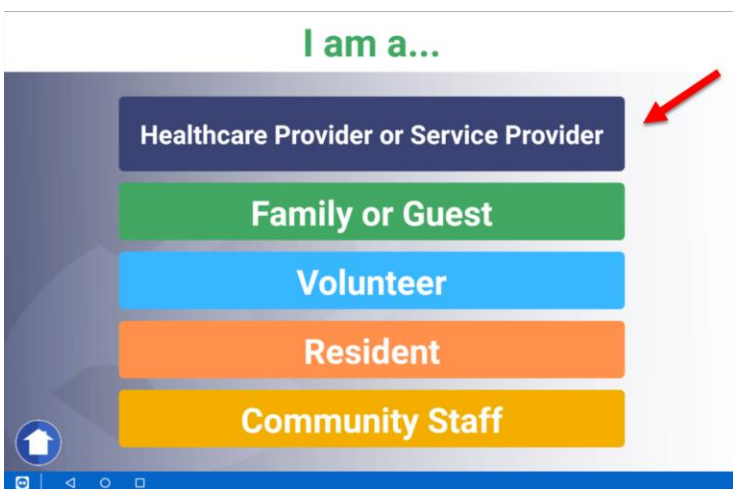 I am a...
Healthcare Provider or Service Provider
Family or Guest
Volunteer
Resident
Community Staff